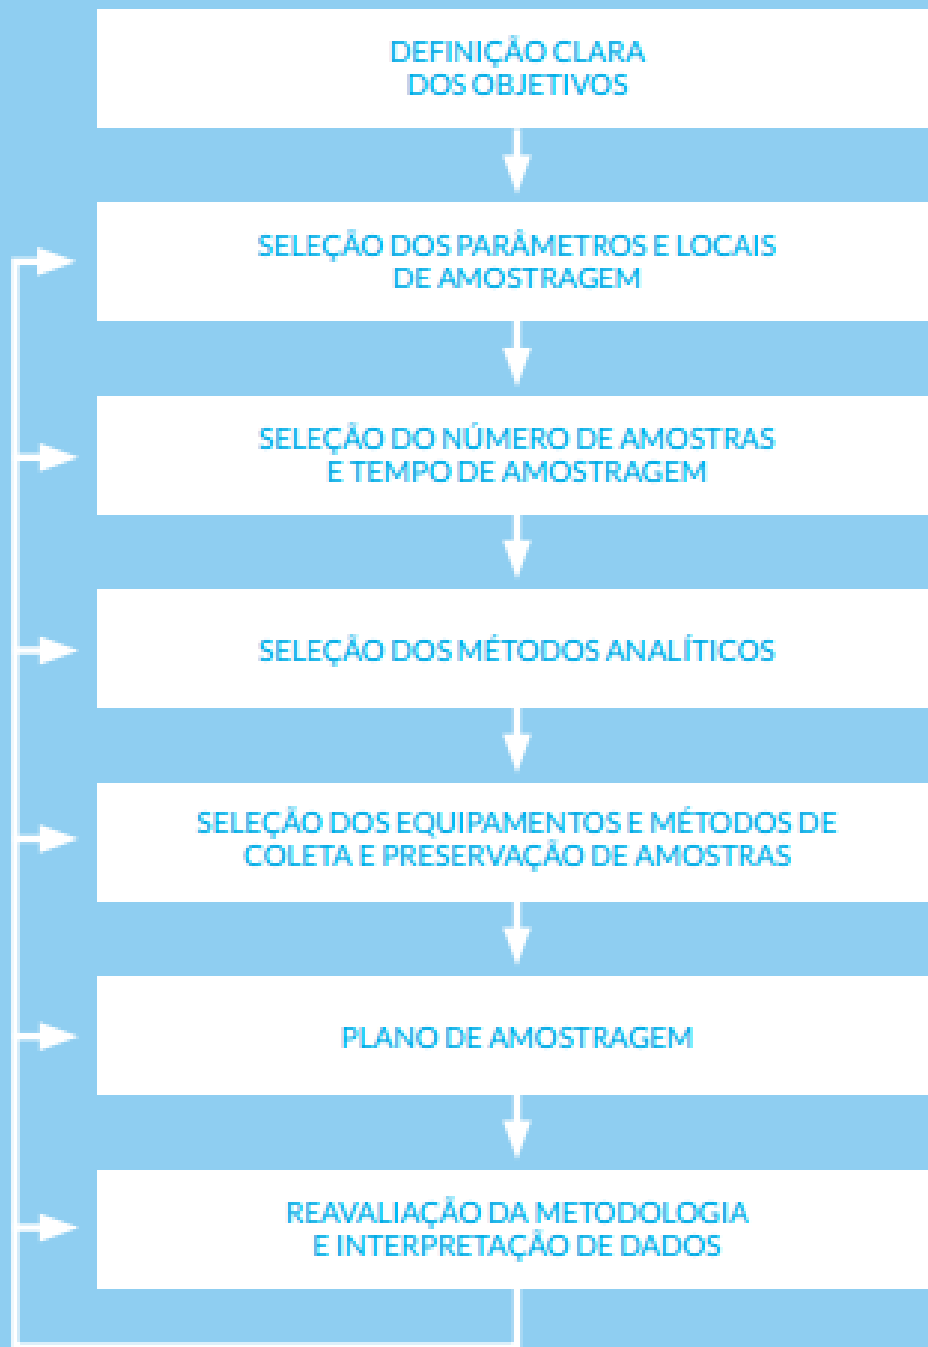 DEFINIÇÃO CLARA
DOS OBJETIVOS
SELEÇÃO DOS PARÂMETROS E LOCAIS
DE AMOSTRAGEM
SELEÇÃO DO NÚMERO DE AMOSTRAS
E TEMPO DE AMOSTRAGEM
SELEÇÃO DOS MÉTODOS ANALÍTICOS
SELEÇÃO DOS EQUIPAMENTOS E MÉTODOS DE
COLETA E PRESERVAÇÃO DE AMOSTRAS
PLANO DE AMOSTRAGEM
REAVALIAÇÃO DA METODOLOGIA
E INTERPRETAÇÃO DE DADOS